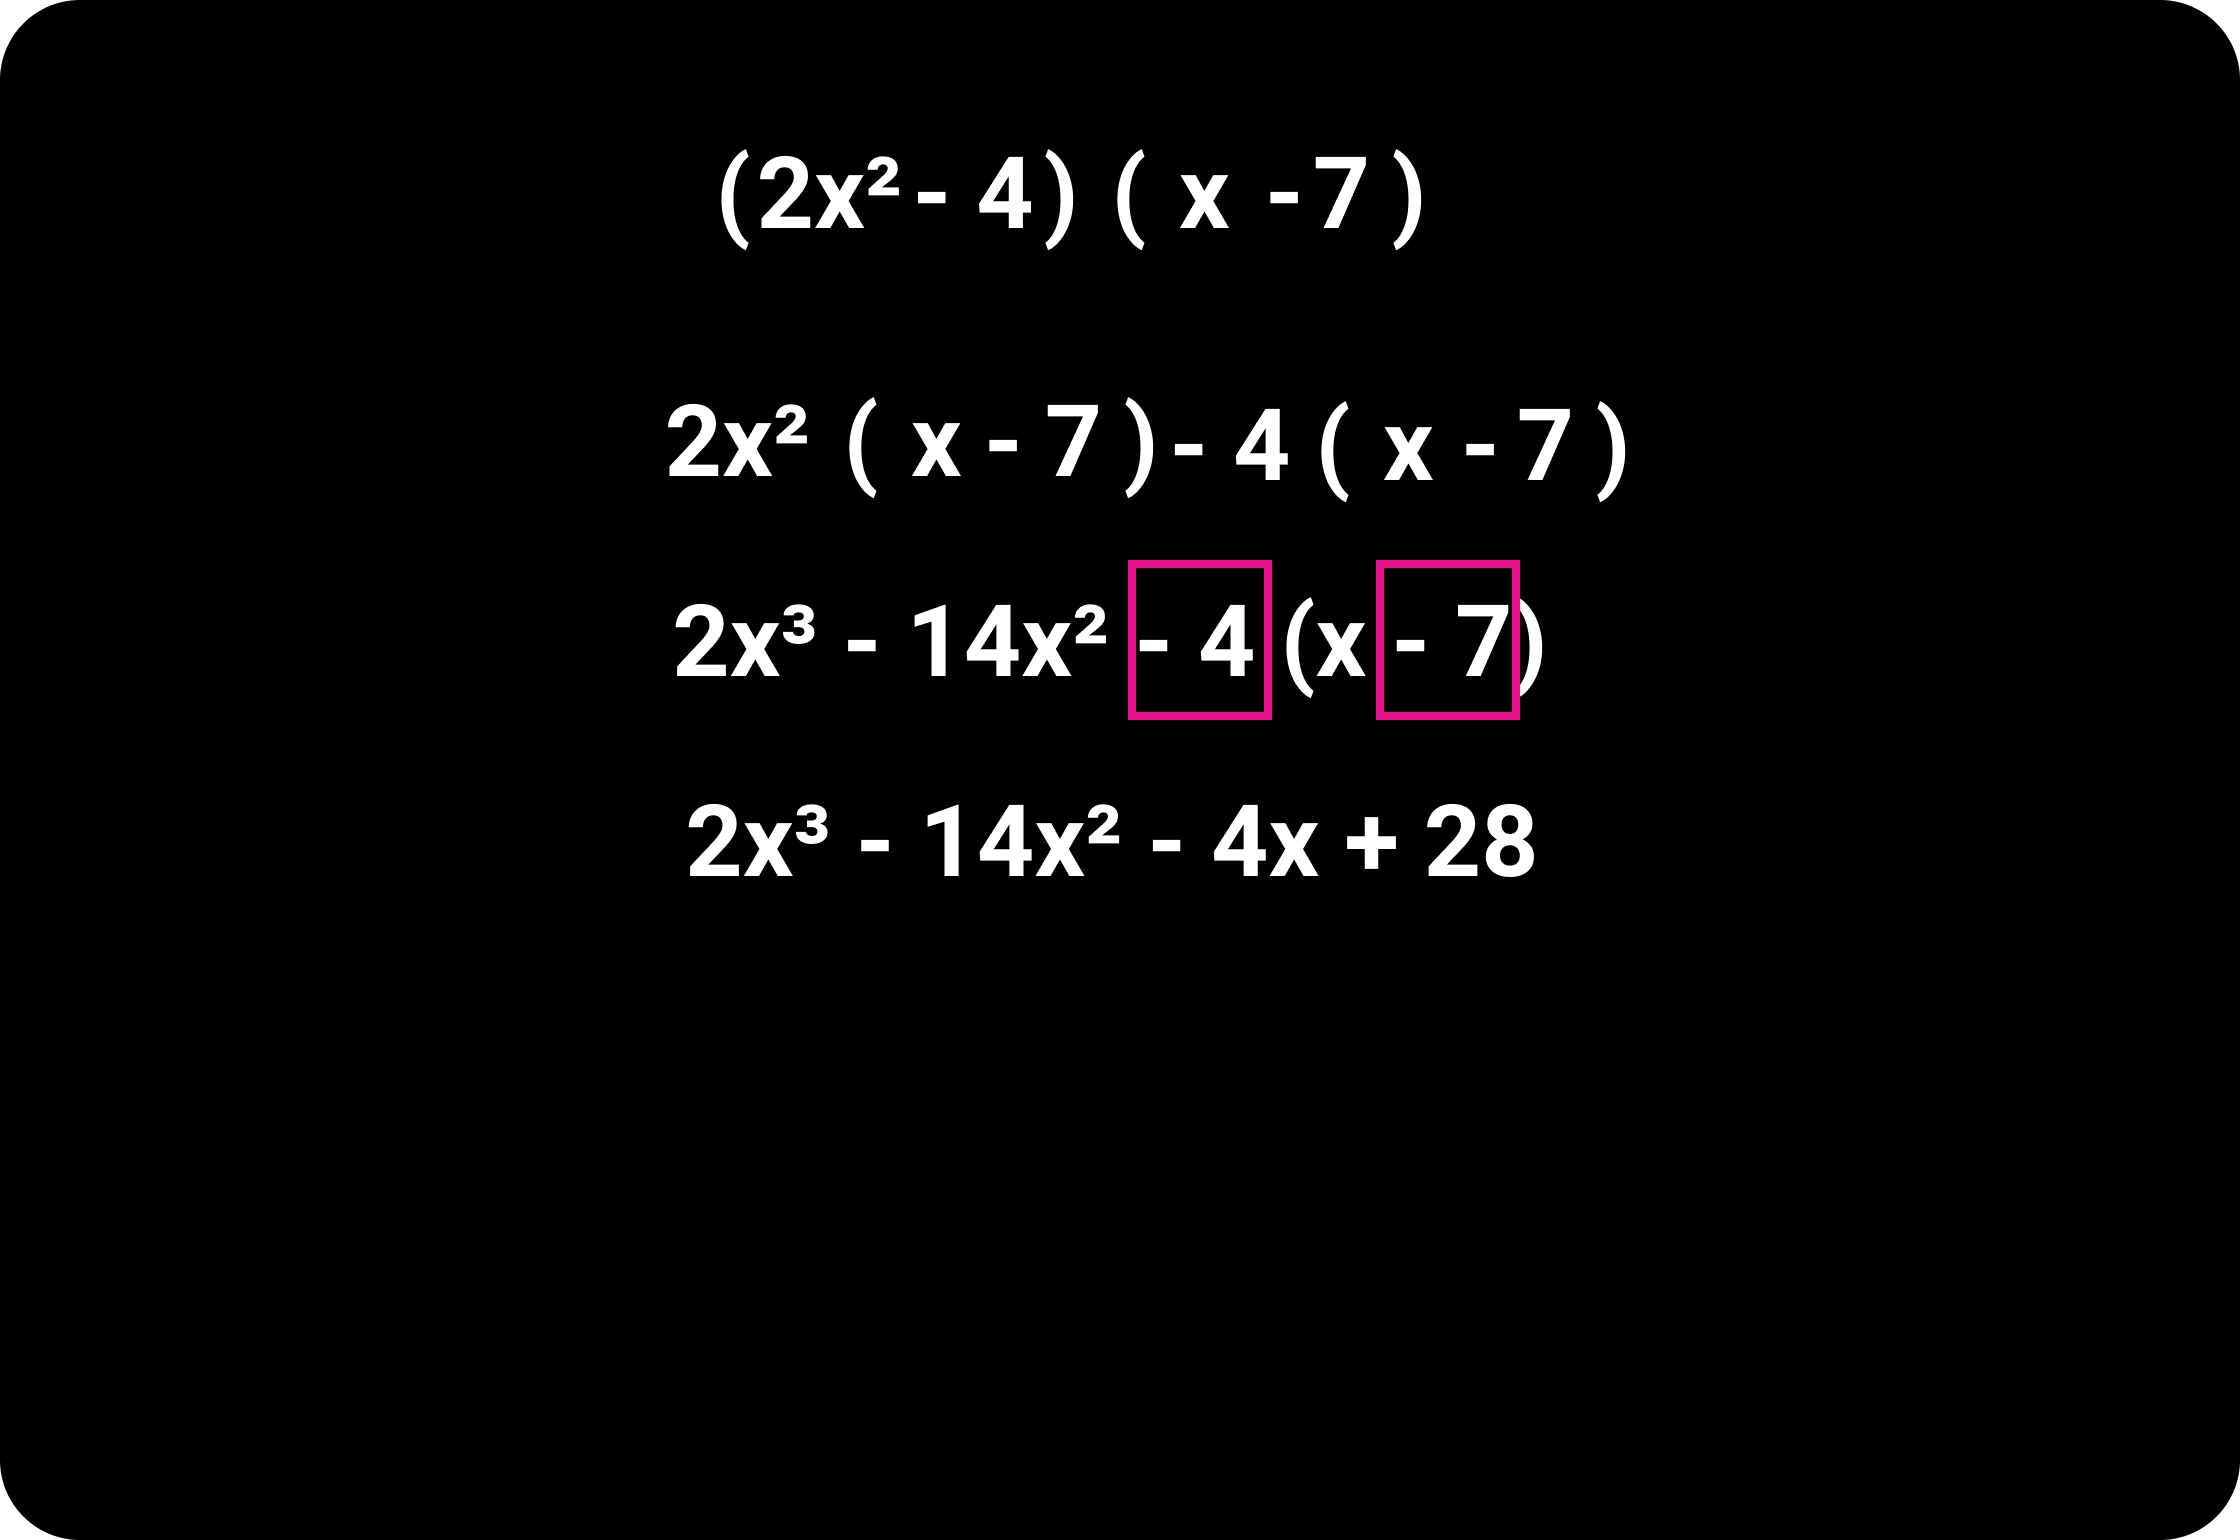 (2x² - 4) ( x - 7 )
2x² ( x - 7 ) - 4 ( x - 7 )
2x³ - 14x² - 4 (x - 7)
2x³ - 14x² - 4x + 28